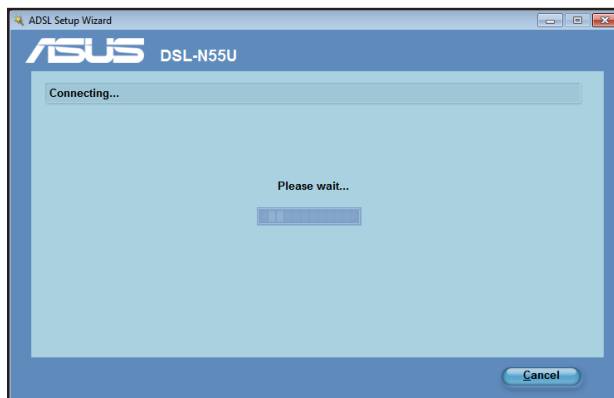 ADSL Setup Wizard
ASUS DSL-N55U
Connecting...
Please wait...
Cancel